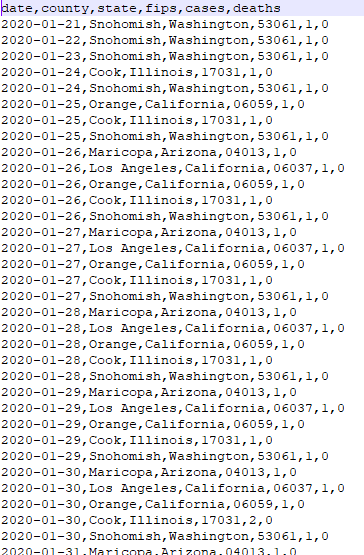 date,county,state,fips,cases,deaths
2020-01-21,Snohomish,Washington,53061,1,0
2020-01-22,Snohomish,Washington,53061,1,0
2020-01-23,Snohomish,Washington,53061,1,0
2020-01-24,Cook,Illinois,17031,1,0
2020-01-24,Snohomish,Washington,53061,1,0
2020-01-25,Orange,California,06059,1,0
2020-01-25,Cook,Illinois,17031,1,0
2020-01-25,Snohomish,Washington,53061,1,0
2020-01-26,Maricopa,Arizona,04013,1,0
2020-01-26,Los Angeles,California,06037,1,0
2020-01-26,Orange,California,06059,1,0
2020-01-26,Cook,Illinois,17031,1,0
2020-01-26,Snohomish,Washington,53061,1,0
2020-01-27,Maricopa,Arizona,04013,1,0
2020-01-27,Los Angeles,California,06037,1,0
2020-01-27,Orange,California,06059,1,0
2020-01-27,Cook,Illinois,17031,1,0
2020-01-27,Snohomish,Washington,53061,1,0
2020-01-28,Maricopa,Arizona,04013,1,0
2020-01-28,Los Angeles,California,06037,1,0
2020-01-28,Orange,California,06059,1,0
2020-01-28,Cook,Illinois,17031,1,0
2020-01-28,Snohomish,Washington,53061,1,0
2020-01-29,Maricopa,Arizona,04013,1,0
2020-01-29,Los Angeles,California,06037,1,0
2020-01-29,Orange,California,06059,1,0
2020-01-29,Cook,Illinois,17031,1,0
2020-01-29,Snohomish,Washington,53061,1,0
2020-01-30,Maricopa,Arizona,04013,1,0
2020-01-30,Los Angeles,California,06037,1,0
2020-01-30,Orange,California,06059,1,0
2020-01-30,Cook,Illinois,17031,2,0
2020-01-30,Snohomish,Washington,53061,1,0
2020-01-31,Maricopa,Arizona,04013,1,0